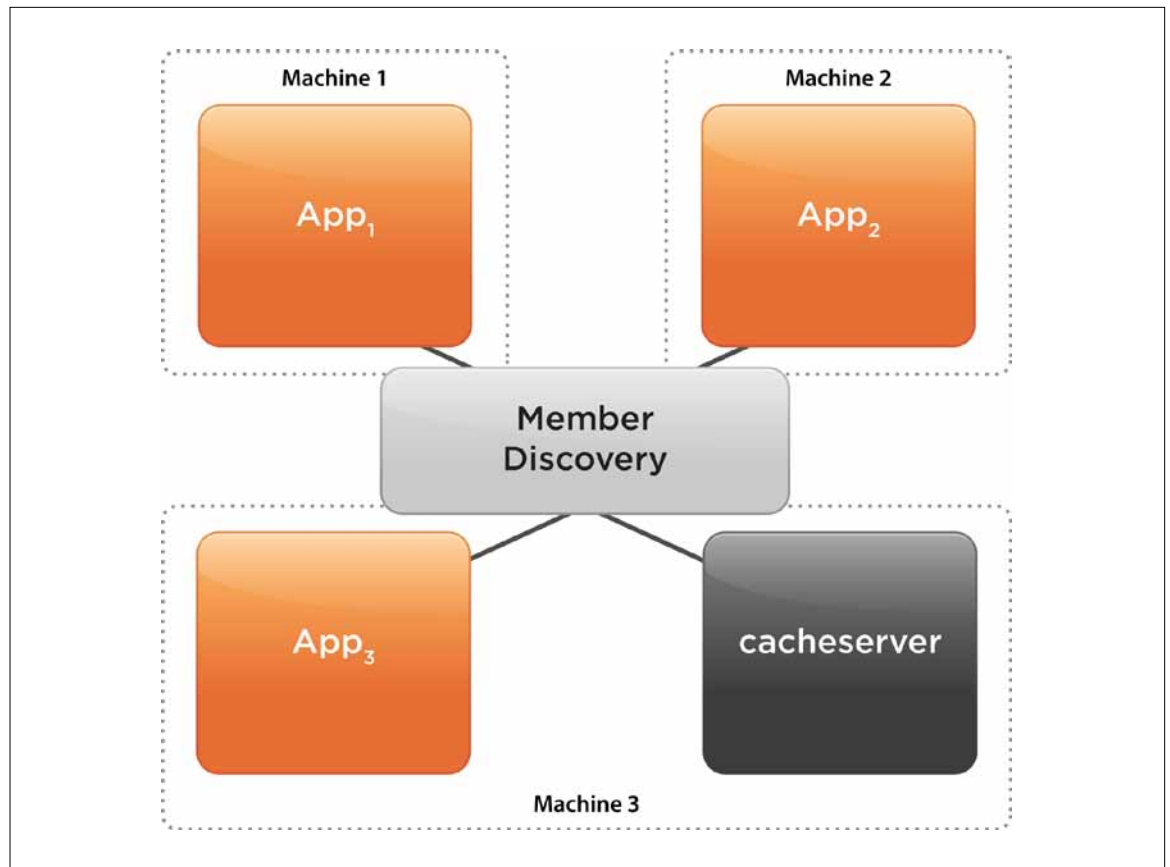 Machine 1
Machine 2
App₁
App₂
Member
Discovery
App₃
cacheserver
Machine 3